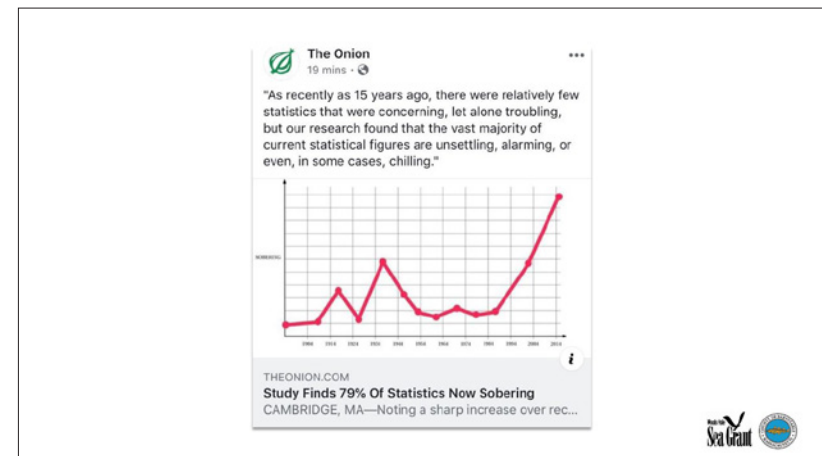 The Onion
19 mins ·
"As recently as 15 years ago, there were relatively few
statistics that were concerning, let alone troubling,
but our research found that the vast majority of
current statistical figures are unsettling, alarming, or
even, in some cases, chilling."
SOBERING
i
THEONION.COM
Study Finds 79% Of Statistics Now Sobering
CAMBRIDGE, MA—Noting a sharp increase over rec...
Sea Grant